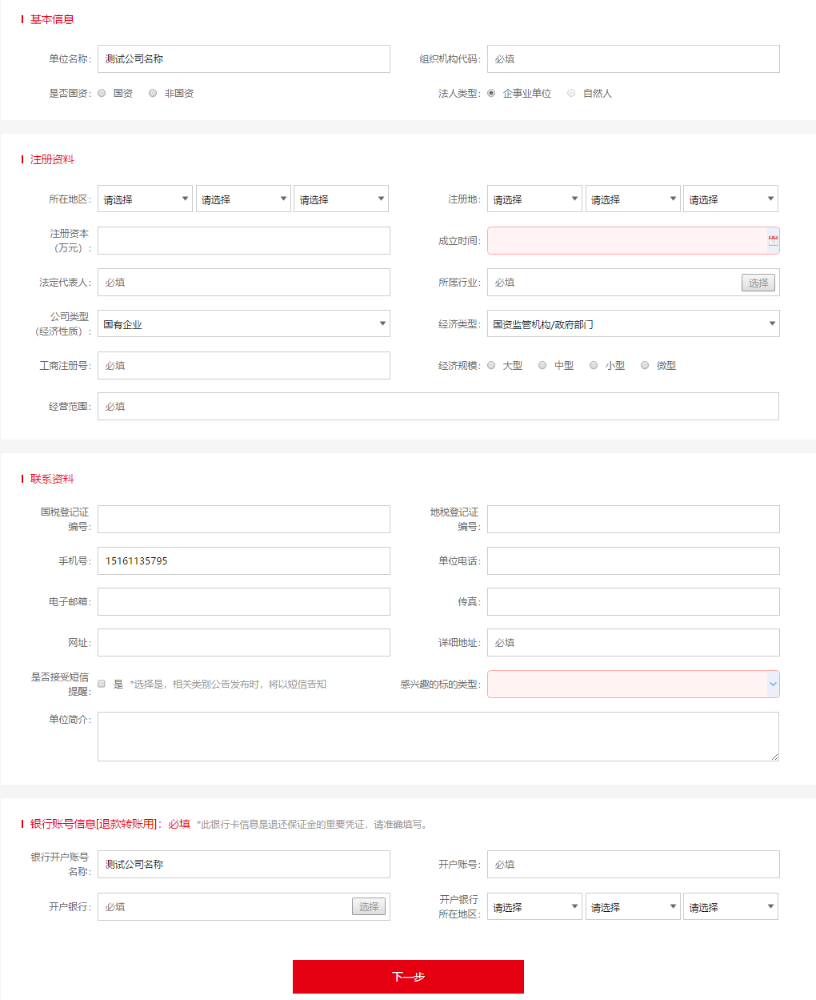 基本信息
单位名称： 测试公司名称 组织机构代码： 必填
是否国资： 国资 非国资 法人类型： 企事业单位 自然人
注册资料
所在地区： 请选择 请选择 请选择 注册地： 请选择 请选择 请选择
注册资本
（万元）： 成立时间：
法定代表人： 必填 所属行业： 必填 选择
公司类型
（经济性质）： 国有企业 经济类型： 国资监管机构/政府部门
工商注册号： 必填 经济规模： 大型 中型 小型 微型
经营范围： 必填
联系资料
国税登记证
编号： 地税登记证
编号：
手机号： 15161135795 单位电话：
电子邮箱： 传真：
网址： 详细地址： 必填
是否接受短信
提醒： 是 *选择是，相关类别公告发布时，将以短信告知 感兴趣的标的类型：
单位简介：
银行账号信息[退款转账用]：必填 *此银行卡信息是退还保证金的重要凭证，请准确填写。
银行开户账号
名称： 测试公司名称 开户账号： 必填
开户银行： 必填 选择 开户银行
所在地区： 请选择 请选择 请选择
下一步